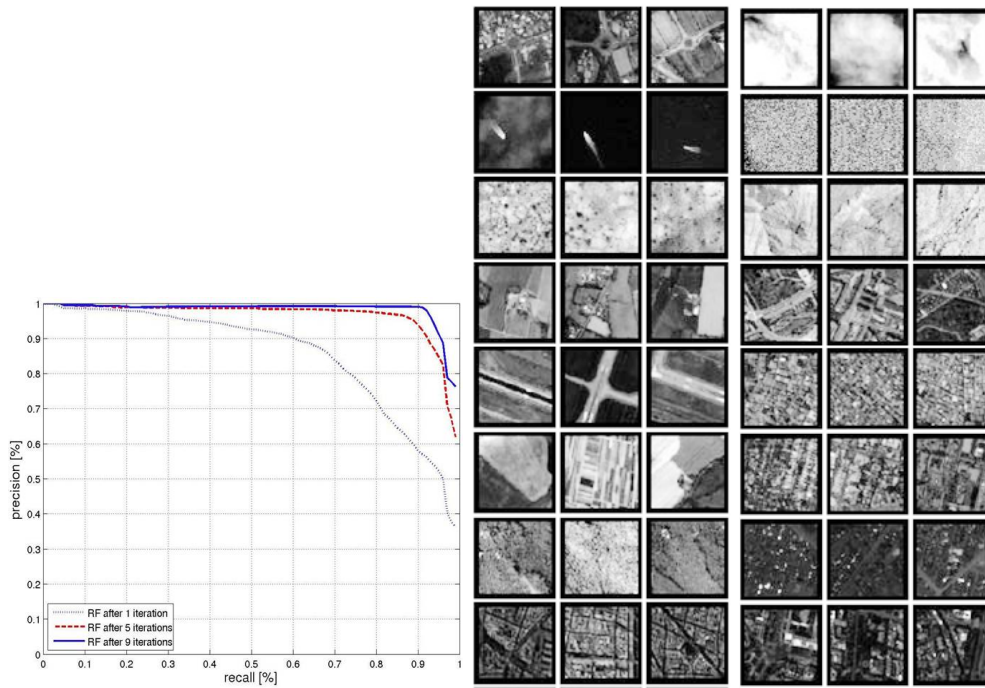 1
0.9
0.8
0.7
0.6
0.5
0.4
0.3
0.2
0.1
0
precision [%]
RF after 1 iteration
RF after 5 iterations
RF after 9 iterations
0 0.1 0.2 0.3 0.4 0.5 0.6 0.7 0.8 0.9 1
recall [%]